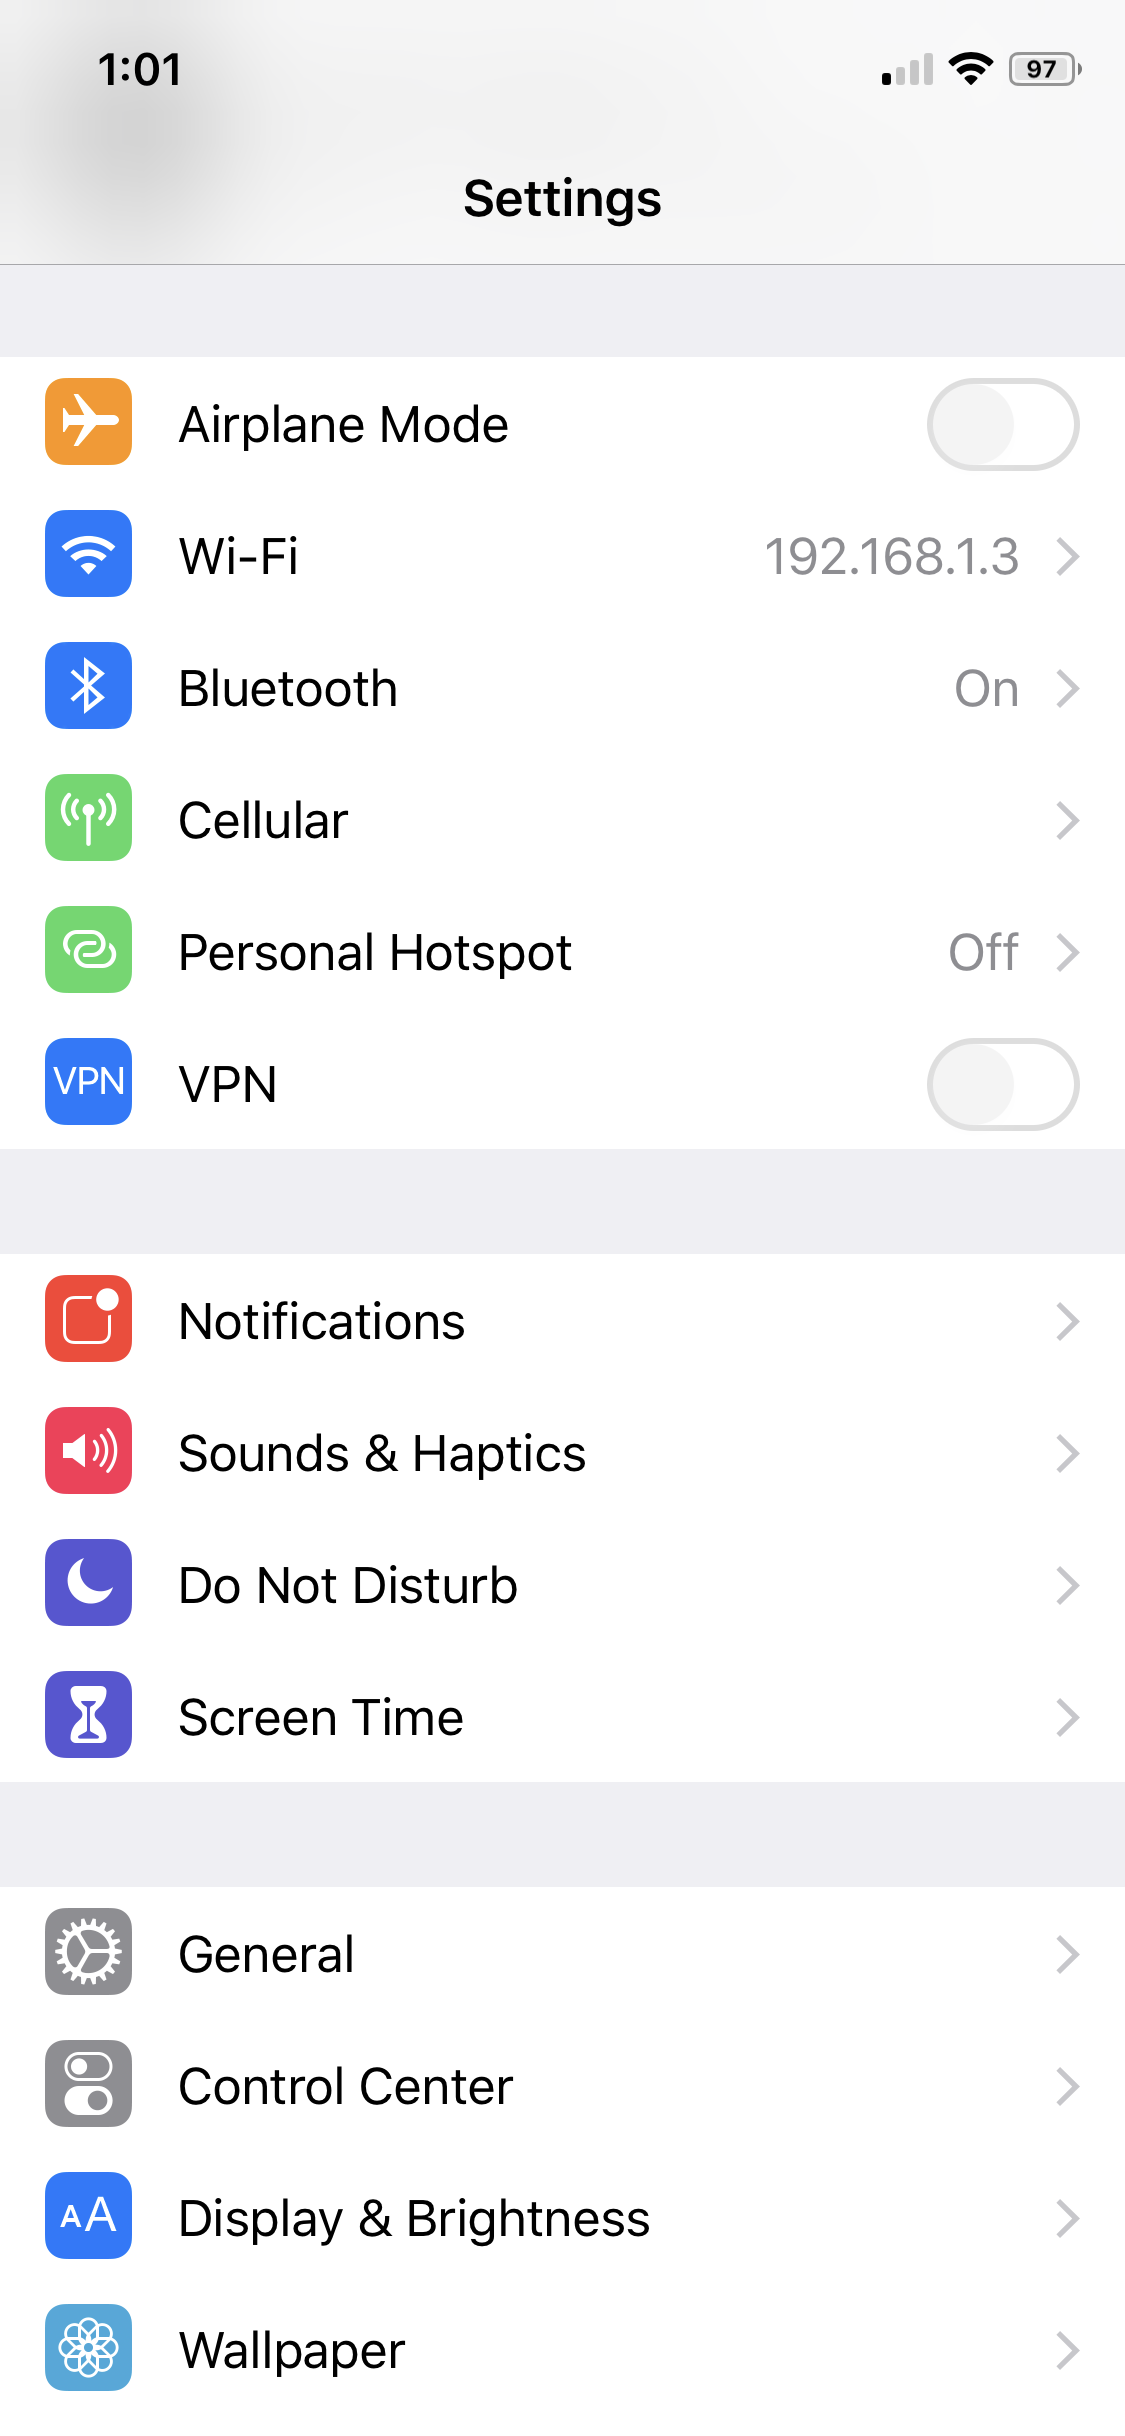 1:01
97
Settings
Airplane Mode
Wi-Fi 192.168.1.3
Bluetooth On
Cellular
Personal Hotspot Off
VPN VPN
Notifications
Sounds & Haptics
Do Not Disturb
Screen Time
General
Control Center
AA Display & Brightness
Wallpaper